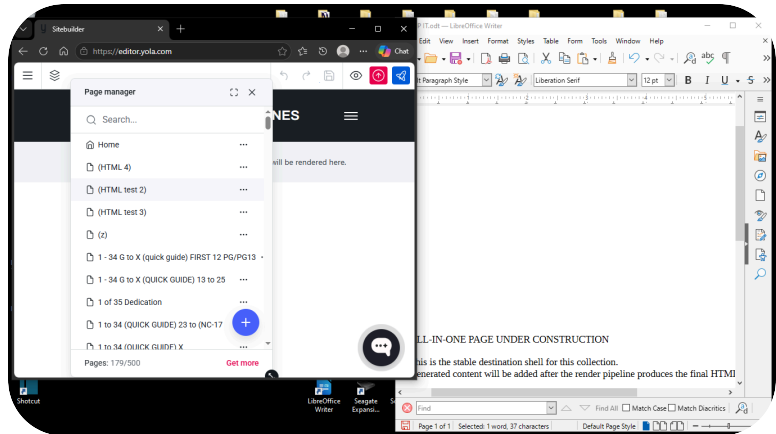 Sitebuilder
https://editor.yola.com
Chat
Page manager
Search...
NES
will be rendered here.
Home
(HTML 4)
(HTML test 2)
(HTML test 3)
(z)
1 - 34 G to X (quick guide) FIRST 12 PG/PG13
1 - 34 G to X (QUICK GUIDE) 13 to 25
1 of 35 Dedication
1 to 34 (QUICK GUIDE) 23 to (NC-17
1 to 34 (QUICK GUIDE) X
Pages: 179/500
Get more
Shotcut
LibreOffice
Writer
Seagate
Expansi...
IT.odt — LibreOffice Writer
Edit View Insert Format Styles Table Form Tools Window Help
t Paragraph Style
Liberation Serif
12 pt
B I U S
LL-IN-ONE PAGE UNDER CONSTRUCTION
his is the stable destination shell for this collection.
enerated content will be added after the render pipeline produces the final HTML
Find
Find All
Match Case
Match Diacritics
Page 1 of 1
Selected: 1 word, 37 characters
Default Page Style